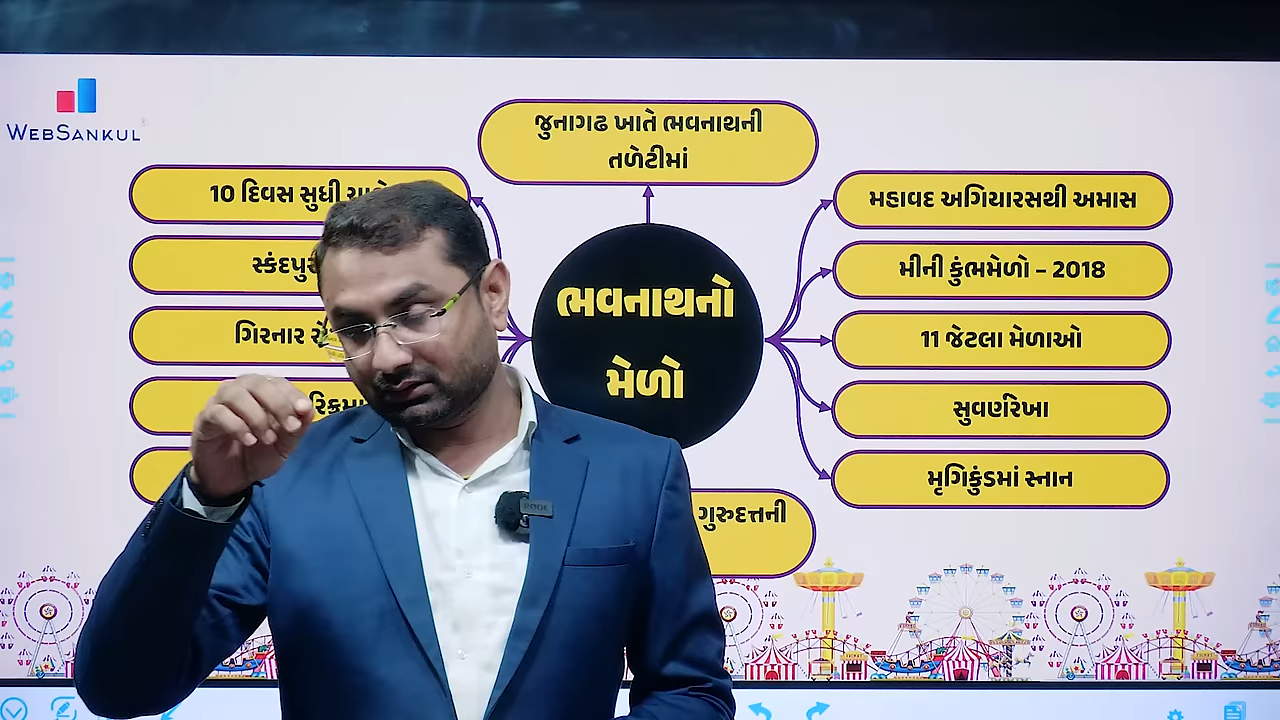 WEBSANKUL
જુનાગઢ ખાતે ભવનાથની
તળેટીમાં
10 દિવસ સુધી
ગિરનાર
ભવનાથનો
મેળો
મહાવદ અગિયારસથી અમાસ
મીની કુંભમેળો – 2018
11 જેટલા મેળાઓ
સુવર્ણરેખા
મૃગિકુંડમાં સ્નાન
ગુરુદત્તની
RODE